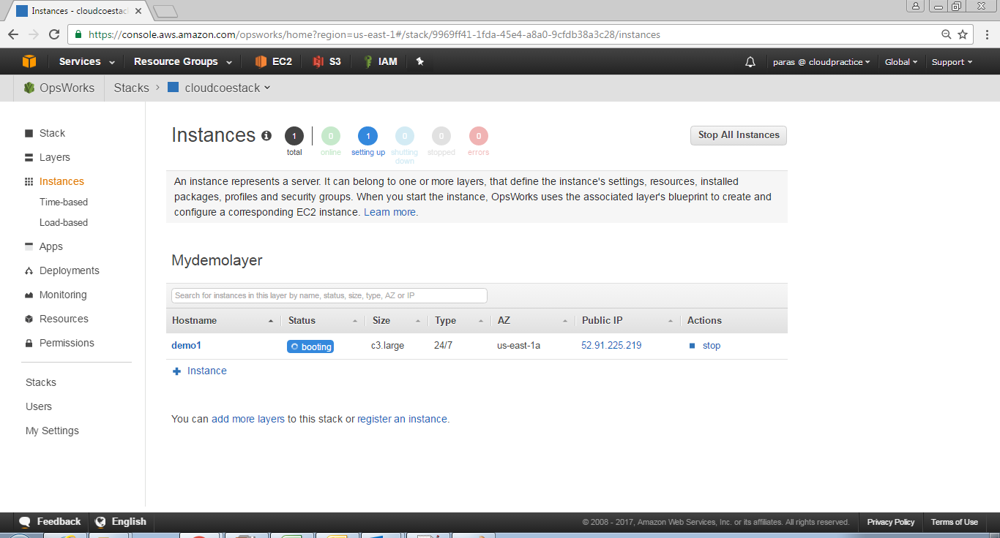 Instances - cloudcoestac
https://console.aws.amazon.com/opsworks/home?region=us-east-1#/stack/9969ff41-1fda-45e4-a8a0-9cfdb38a3c28/instances
Services Resource Groups EC2 S3 IAM paras @ cloudpractice Global Support
OpsWorks Stacks cloudcoestack
Stack
Layers
Instances
Time-based
Load-based
Apps
Deployments
Monitoring
Resources
Permissions
Stacks
Users
My Settings
Instances
1 total
0 online
1 setting up
0 shutting down
0 stopped
0 errors
Stop All Instances
An instance represents a server. It can belong to one or more layers, that define the instance's settings, resources, installed
packages, profiles and security groups. When you start the instance, OpsWorks uses the associated layer's blueprint to create and
configure a corresponding EC2 instance. Learn more.
Mydemolayer
Search for instances in this layer by name, status, size, type, AZ or IP
Hostname Status Size Type AZ Public IP Actions
demo1 booting c3.large 24/7 us-east-1a 52.91.225.219 stop
Instance
You can add more layers to this stack or register an instance.
Feedback English © 2008 - 2017, Amazon Web Services, Inc. or its affiliates. All rights reserved. Privacy Policy Terms of Use